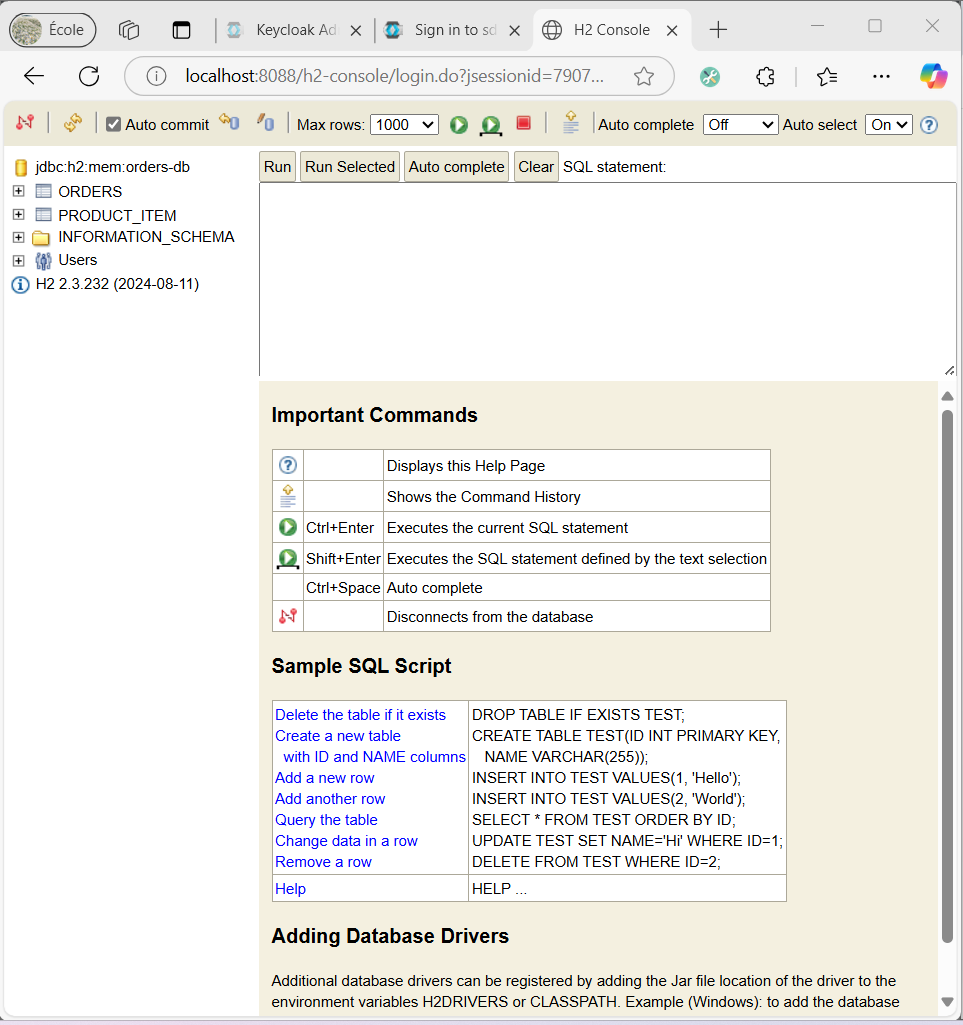 École
Keycloak Ad
Sign in to sd
H2 Console
localhost:8088/h2-console/login.do?jsessionid=7907...
Auto commit
Max rows: 1000
Auto complete Off
Auto select On
jdbc:h2:mem:orders-db
ORDERS
PRODUCT_ITEM
INFORMATION_SCHEMA
Users
H2 2.3.232 (2024-08-11)
Run Run Selected Auto complete Clear SQL statement:
Important Commands
Displays this Help Page
Shows the Command History
Ctrl+Enter Executes the current SQL statement
Shift+Enter Executes the SQL statement defined by the text selection
Ctrl+Space Auto complete
Disconnects from the database
Sample SQL Script
Delete the table if it exists DROP TABLE IF EXISTS TEST;
Create a new table CREATE TABLE TEST(ID INT PRIMARY KEY,
with ID and NAME columns NAME VARCHAR(255));
Add a new row INSERT INTO TEST VALUES(1, 'Hello');
Add another row INSERT INTO TEST VALUES(2, 'World');
Query the table SELECT * FROM TEST ORDER BY ID;
Change data in a row UPDATE TEST SET NAME='Hi' WHERE ID=1;
Remove a row DELETE FROM TEST WHERE ID=2;
Help HELP ...
Adding Database Drivers
Additional database drivers can be registered by adding the Jar file location of the driver to the
environment variables H2DRIVERS or CLASSPATH. Example (Windows): to add the database